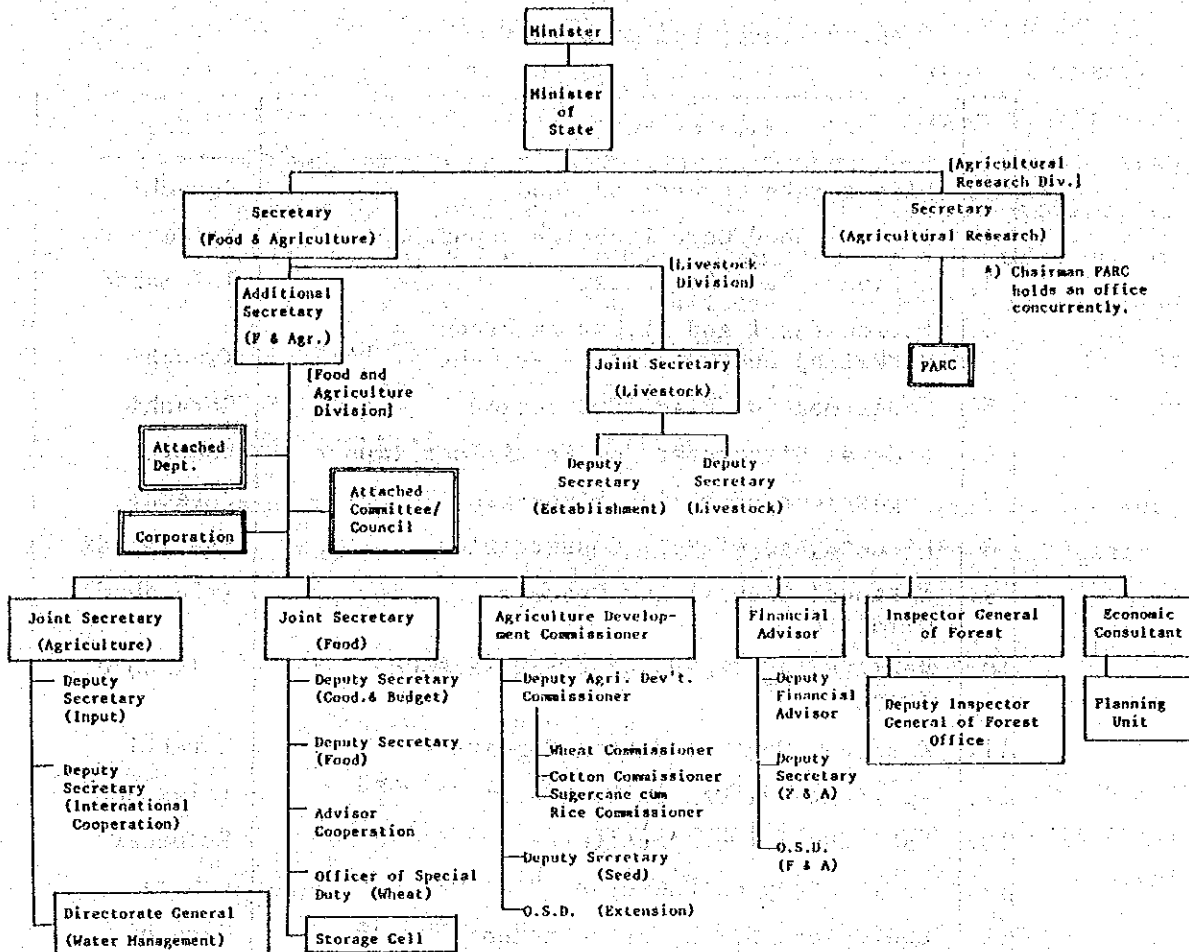 Minister
Minister
of
State
[Agricultural
Research Div.]
Secretary
(Food & Agriculture)
Secretary
(Agricultural Research)
*) Chairman PARC
holds an office
concurrently.
[Livestock
Division]
Additional
Secretary
(F & Agr.)
Joint Secretary
(Livestock)
PARC
[Food and
Agriculture
Division]
Attached
Dept.
Deputy
Secretary
(Establishment)
Deputy
Secretary
(Livestock)
Attached
Committee/
Council
Corporation
Joint Secretary
(Agriculture)
Deputy
Secretary
(Input)
Deputy
Secretary
(International
Cooperation)
Directorate General
(Water Management)
Joint Secretary
(Food)
Deputy Secretary
(Cood.& Budget)
Deputy Secretary
(Food)
Advisor
Cooperation
Officer of Special
Duty (Wheat)
Storage Cell
Agriculture Develop-
ment Commissioner
Deputy Agri. Dev't.
Commissioner
Wheat Commissioner
Cotton Commissioner
Sugercane cum
Rice Commissioner
Deputy Secretary
(Seed)
O.S.D. (Extension)
Financial
Advisor
Deputy
Financial
Advisor
Deputy
Secretary
(F & A)
O.S.D.
(F & A)
Inspector General
of Forest
Deputy Inspector
General of Forest
Office
Economic
Consultant
Planning
Unit